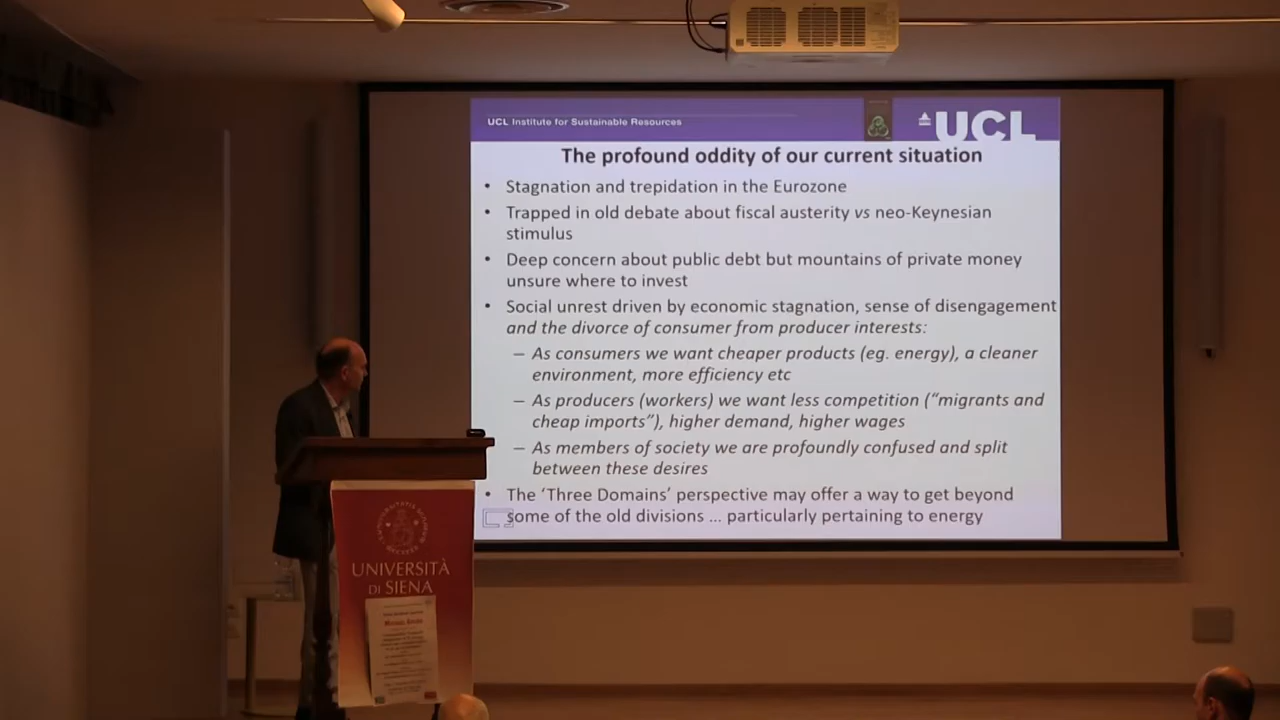 UCL Institute for Sustainable Resources
UCL
The profound oddity of our current situation
• Stagnation and trepidation in the Eurozone
• Trapped in old debate about fiscal austerity vs neo-Keynesian
stimulus
• Deep concern about public debt but mountains of private money
unsure where to invest
• Social unrest driven by economic stagnation, sense of disengagement
and the divorce of consumer from producer interests:
– As consumers we want cheaper products (eg. energy), a cleaner
environment, more efficiency etc
– As producers (workers) we want less competition (“migrants and
cheap imports”), higher demand, higher wages
– As members of society we are profoundly confused and split
between these desires
• The ‘Three Domains’ perspective may offer a way to get beyond
some of the old divisions ... particularly pertaining to energy
UNIVERSITÀ
DI SIENA